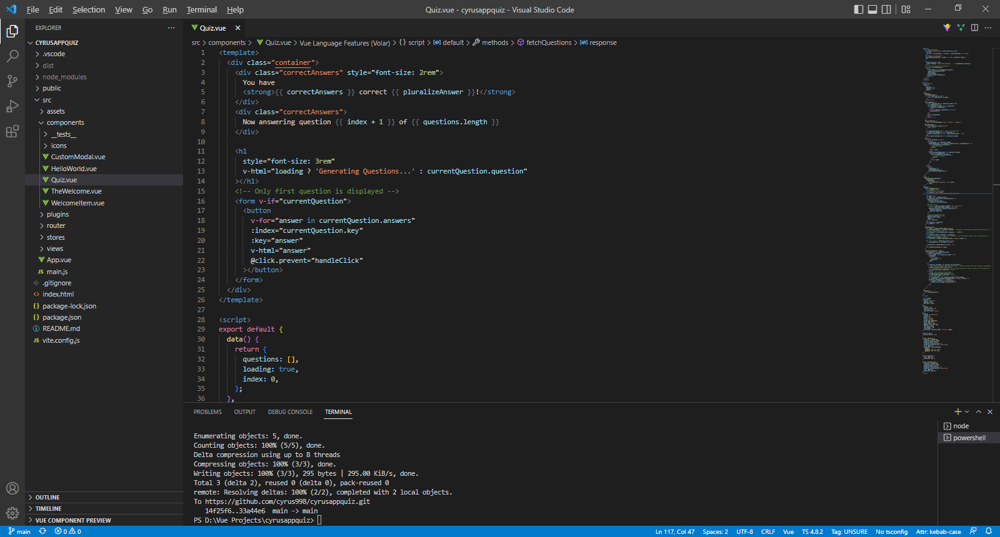 File Edit Selection View Go Run Terminal Help
Quiz.vue - cyrusappquiz - Visual Studio Code
EXPLORER
CYRUSAPPQUIZ
.vscode
dist
node_modules
public
src
assets
components
__tests__
icons
CustomModal.vue
HelloWorld.vue
Quiz.vue
TheWelcome.vue
WelcomeItem.vue
plugins
router
stores
views
App.vue
JS main.js
.gitignore
<> index.html
{} package-lock.json
{} package.json
README.md
JS vite.config.js
OUTLINE
TIMELINE
VUE COMPONENT PREVIEW
Quiz.vue
src > components > Quiz.vue > Vue Language Features (Volar) > {} script > default > methods > fetchQuestions > response
1 <template>
2 <div class="container">
3 <div class="correctAnswers" style="font-size: 2rem">
4 You have
5 <strong>{{ correctAnswers }} correct {{ pluralizeAnswer }}!</strong>
6 </div>
7 <div class="correctAnswers">
8 Now answering question {{ index + 1 }} of {{ questions.length }}
9 </div>
10
11 <h1
12 style="font-size: 3rem"
13 v-html="loading ? 'Generating Questions...' : currentQuestion.question"
14 ></h1>
15 <!-- Only first question is displayed -->
16 <form v-if="currentQuestion">
17 <button
18 v-for="answer in currentQuestion.answers"
19 :index="currentQuestion.key"
20 :key="answer"
21 v-html="answer"
22 @click.prevent="handleClick"
23 ></button>
24 </form>
25 </div>
26 </template>
27
28 <script>
29 export default {
30 data() {
31 return {
32 questions: [],
33 loading: true,
34 index: 0,
35 };
36 },
PROBLEMS OUTPUT DEBUG CONSOLE TERMINAL
Enumerating objects: 5, done.
Counting objects: 100% (5/5), done.
Delta compression using up to 8 threads
Compressing objects: 100% (3/3), done.
Writing objects: 100% (3/3), 295 bytes | 295.00 KiB/s, done.
Total 3 (delta 2), reused 0 (delta 0), pack-reused 0
remote: Resolving deltas: 100% (2/2), completed with 2 local objects.
To https://github.com/cyrus998/cyrusappquiz.git
14f25f6..33a44e6 main -> main
PS D:\Vue Projects\cyrusappquiz>
node
powershell
main 0 0 Ln 117, Col 47 Spaces: 2 UTF-8 CRLF Vue TS 4.8.2 Tag: UNSURE No tsconfig Attr: kebab-case